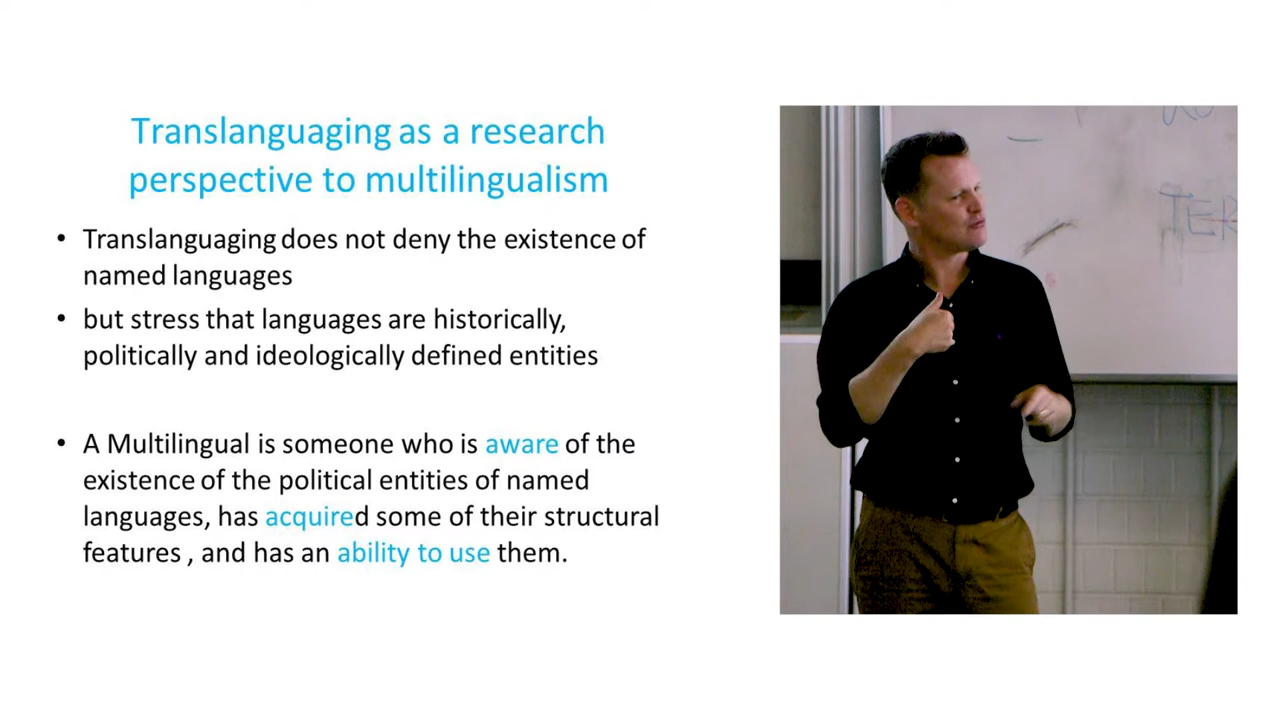 Translanguaging as a research
perspective to multilingualism
• Translanguaging does not deny the existence of
named languages
• but stress that languages are historically,
politically and ideologically defined entities
• A Multilingual is someone who is aware of the
existence of the political entities of named
languages, has acquired some of their structural
features , and has an ability to use them.
TER